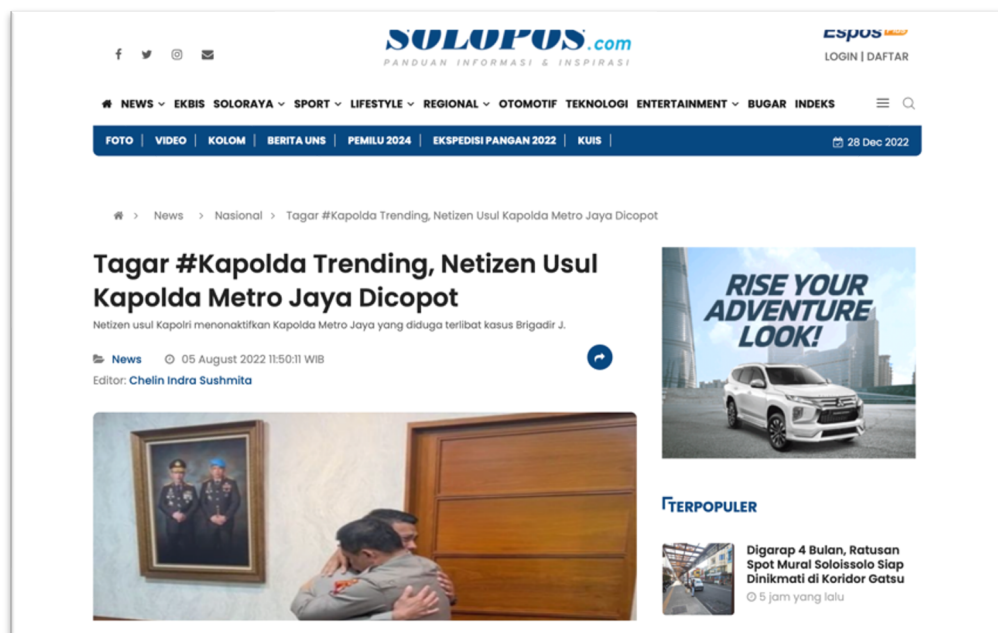 SOLOPOS.com
PANDUAN INFORMASI & INSPIRASI
Espos PLUS
LOGIN | DAFTAR
NEWS EKBIS SOLORAYA SPORT LIFESTYLE REGIONAL OTOMOTIF TEKNOLOGI ENTERTAINMENT BUGAR INDEKS
FOTO | VIDEO | KOLOM | BERITA UNS | PEMILU 2024 | EKSPEDISI PANGAN 2022 | KUIS |
28 Dec 2022
> News > Nasional > Tagar #Kapolda Trending, Netizen Usul Kapolda Metro Jaya Dicopot
Tagar #Kapolda Trending, Netizen Usul
Kapolda Metro Jaya Dicopot
Netizen usul Kapolri menonaktifkan Kapolda Metro Jaya yang diduga terlibat kasus Brigadir J.
News 05 August 2022 11:50:11 WIB
Editor: Chelin Indra Sushmita
RISE YOUR
ADVENTURE
LOOK!
TERPOPULER
Digarap 4 Bulan, Ratusan
Spot Mural Soloissolo Siap
Dinikmati di Koridor Gatsu
5 jam yang lalu